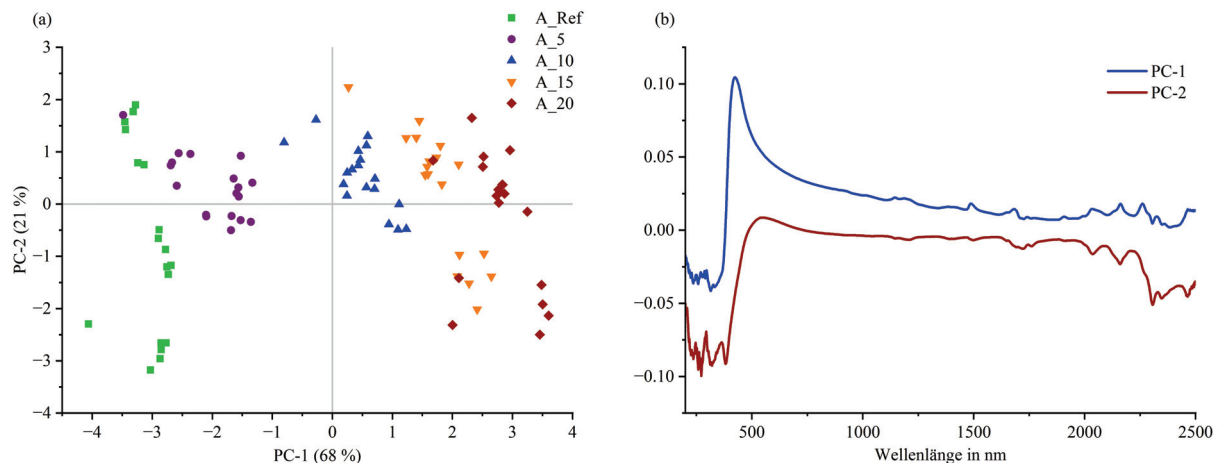 (a)
A_Ref
A_5
A_10
A_15
A_20
3
2
1
0
−1
−2
−3
−4
PC-2 (21 %)
−4 −3 −2 −1 0 1 2 3 4
PC-1 (68 %)
(b)
PC-1
PC-2
0.10
0.05
0.00
−0.05
−0.10
500 1000 1500 2000 2500
Wellenlänge in nm